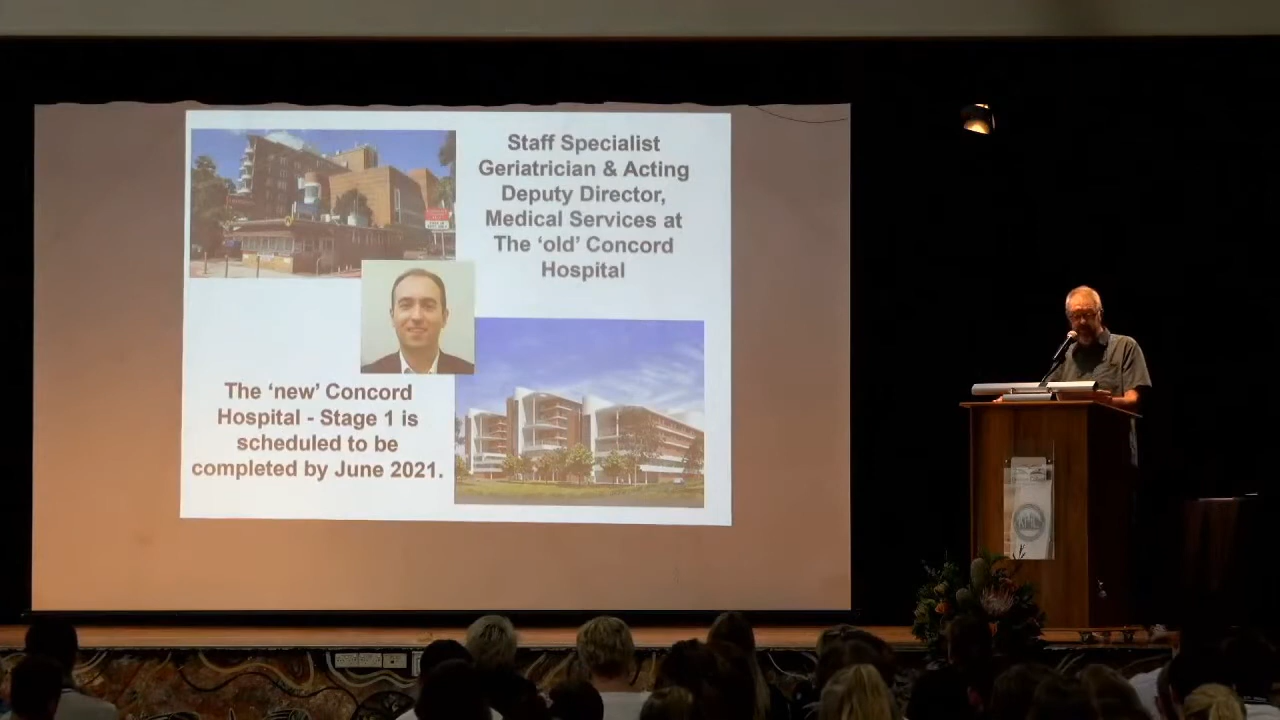 Staff Specialist
Geriatrician & Acting
Deputy Director,
Medical Services at
The ‘old’ Concord
Hospital
The ‘new’ Concord
Hospital - Stage 1 is
scheduled to be
completed by June 2021.